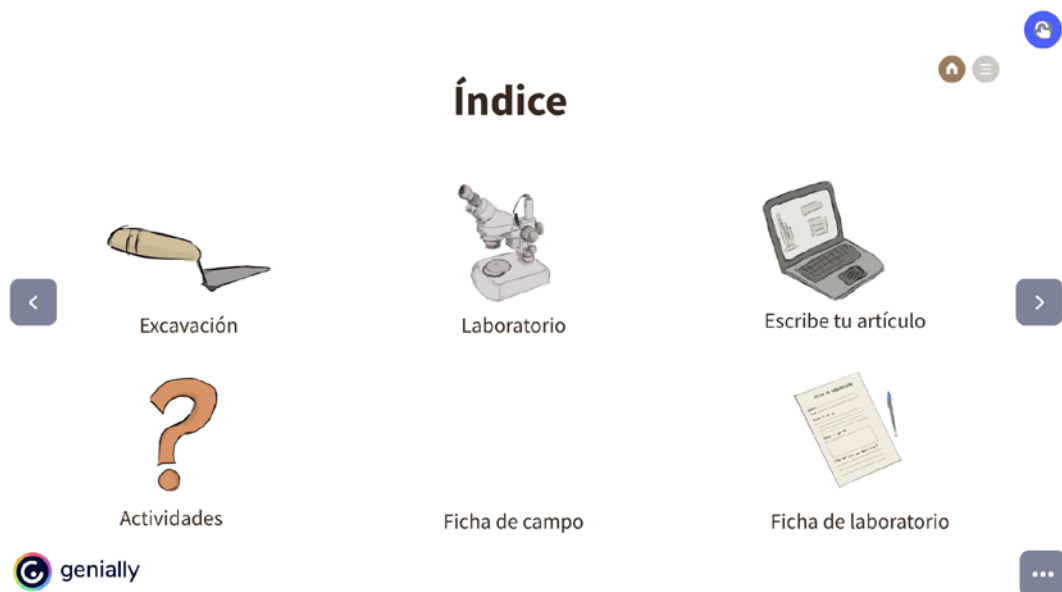 Índice
Excavación
Laboratorio
Escribe tu artículo
Actividades
Ficha de campo
Ficha de laboratorio
genially